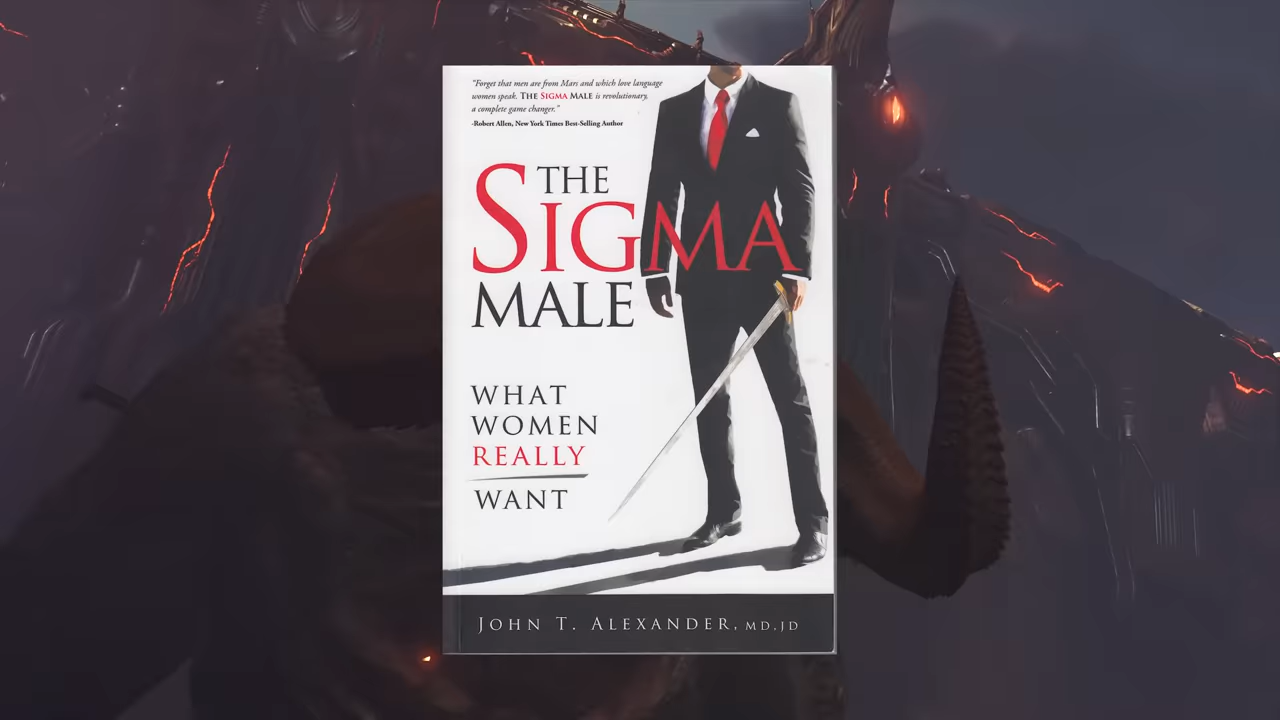 "Forget that men are from Mars and which love language
women speak. THE SIGMA MALE is revolutionary,
a complete game changer."
-Robert Allen, New York Times Best-Selling Author
THE
SIGMA
MALE
WHAT
WOMEN
REALLY
WANT
JOHN T. ALEXANDER, MD, JD